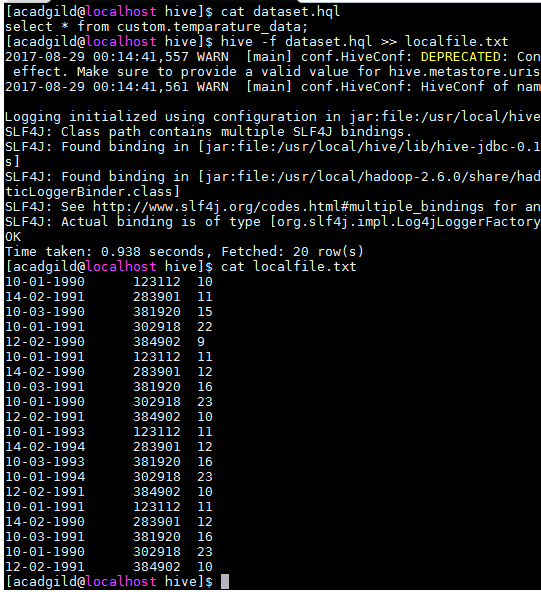 [acadgild@localhost hive]$ cat dataset.hql
select * from custom.temparature_data;
[acadgild@localhost hive]$ hive -f dataset.hql >> localfile.txt
2017-08-29 00:14:41,557 WARN  [main] conf.HiveConf: DEPRECATED: Con
 effect. Make sure to provide a valid value for hive.metastore.uris
2017-08-29 00:14:41,561 WARN  [main] conf.HiveConf: HiveConf of nam

Logging initialized using configuration in jar:file:/usr/local/hive
SLF4J: Class path contains multiple SLF4J bindings.
SLF4J: Found binding in [jar:file:/usr/local/hive/lib/hive-jdbc-0.1
s]
SLF4J: Found binding in [jar:file:/usr/local/hadoop-2.6.0/share/had
ticLoggerBinder.class]
SLF4J: See http://www.slf4j.org/codes.html#multiple_bindings for an
SLF4J: Actual binding is of type [org.slf4j.impl.Log4jLoggerFactory
OK
Time taken: 0.938 seconds, Fetched: 20 row(s)
[acadgild@localhost hive]$ cat localfile.txt
10-01-1990      123112  10
14-02-1991      283901  11
10-03-1990      381920  15
10-01-1991      302918  22
12-02-1990      384902  9
10-01-1991      123112  11
14-02-1990      283901  12
10-03-1991      381920  16
10-01-1990      302918  23
12-02-1991      384902  10
10-01-1993      123112  11
14-02-1994      283901  12
10-03-1993      381920  16
10-01-1994      302918  23
12-02-1991      384902  10
10-01-1991      123112  11
14-02-1990      283901  12
10-03-1991      381920  16
10-01-1990      302918  23
12-02-1991      384902  10
[acadgild@localhost hive]$